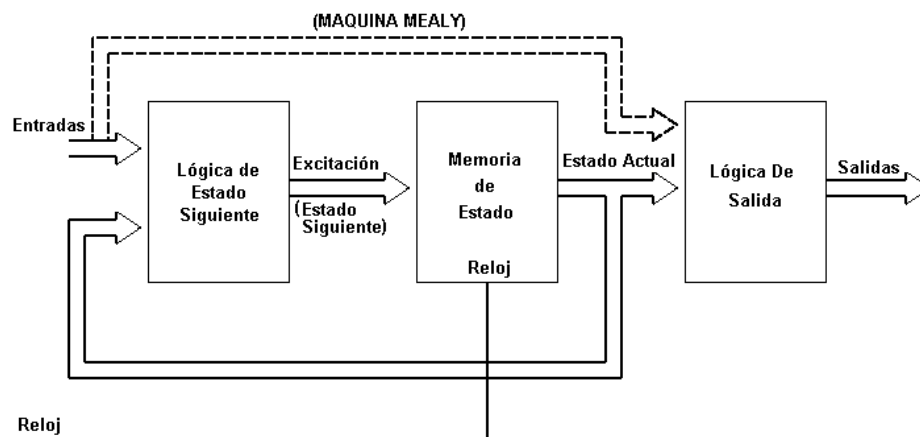 (MAQUINA MEALY)
Entradas
Lógica de
Estado
Siguiente
Excitación
(Estado
Siguiente)
Memoria
de
Estado
Reloj
Estado Actual
Lógica De
Salida
Salidas
Reloj